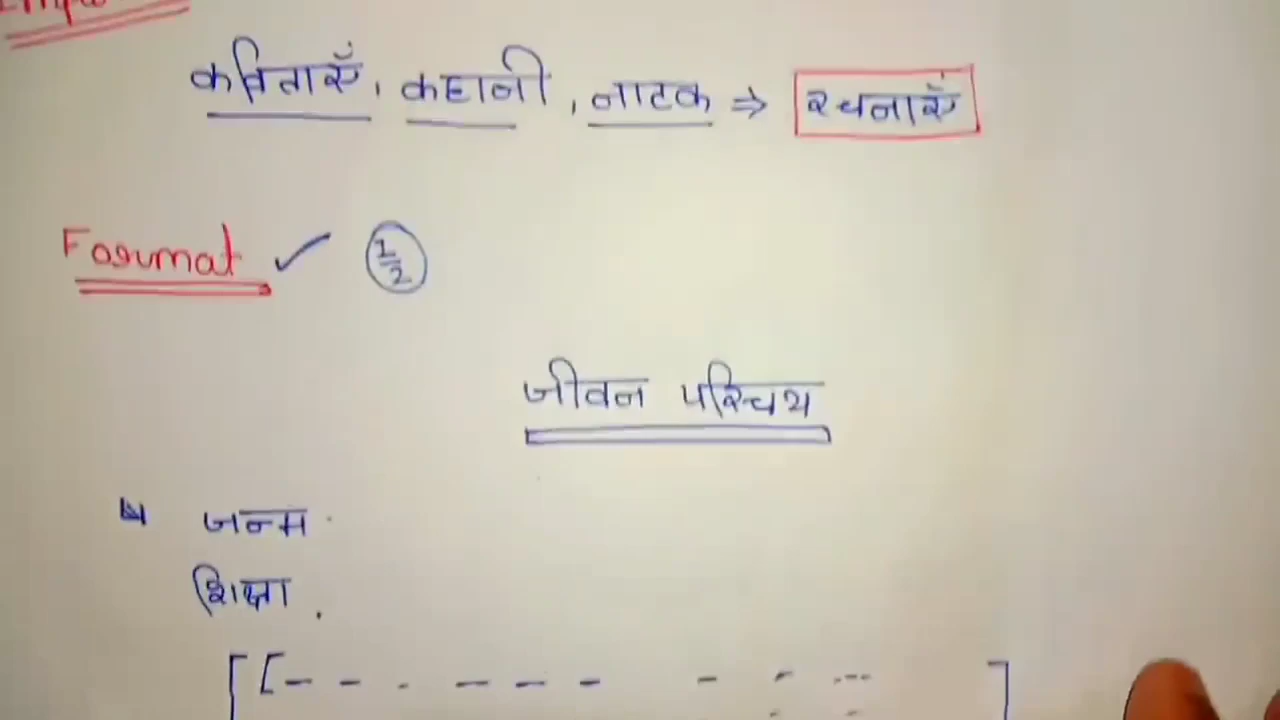 कविताएँ, कहानी, नाटक ⇒ रचनाएँ
Format ✓ 1/2
जीवन परिचय
जन्म
शिक्षा